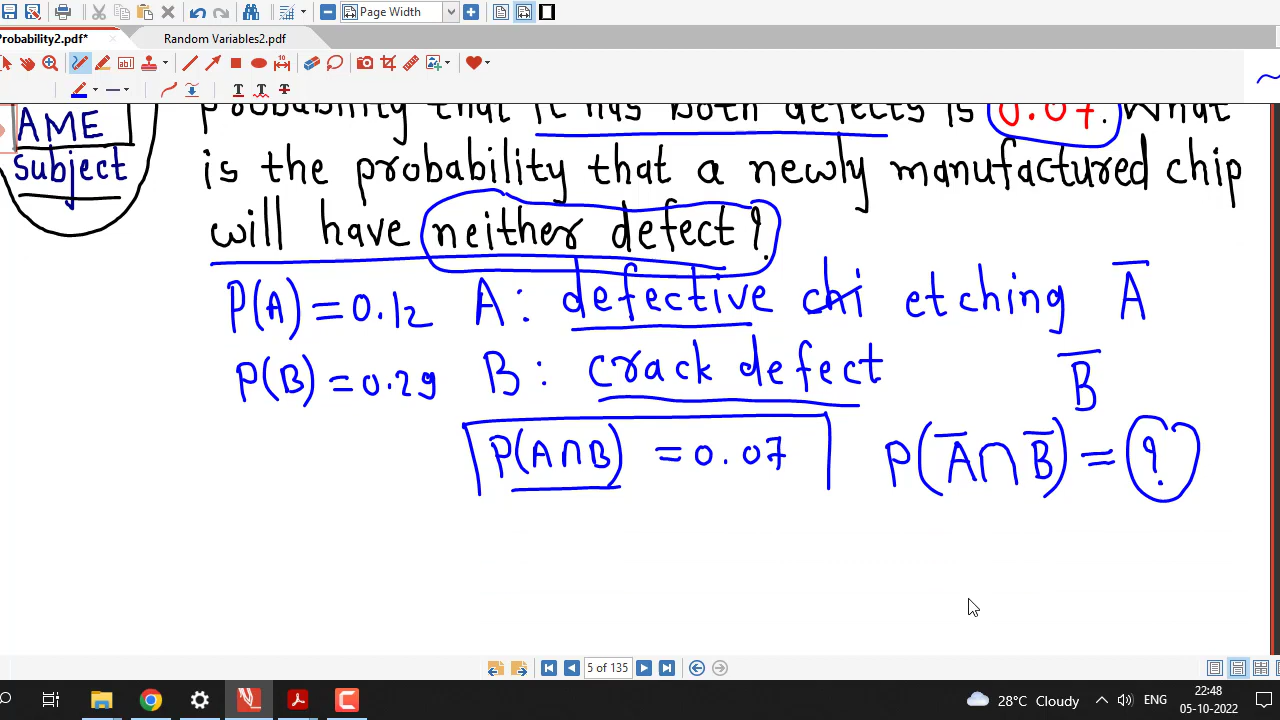 Page Width
Probability2.pdf*
Random Variables2.pdf
AME
Subject
Probability that it has both defects is 0.07. What
is the probability that a newly manufactured chip
will have neither defect?
P(A) = 0.12 A : defective chi etching A̅
P(B) = 0.29 B : crack defect B̅
P(A∩B) = 0.07 P(A̅∩B̅) = ?
5 of 135
28°C Cloudy
ENG
22:48
05-10-2022